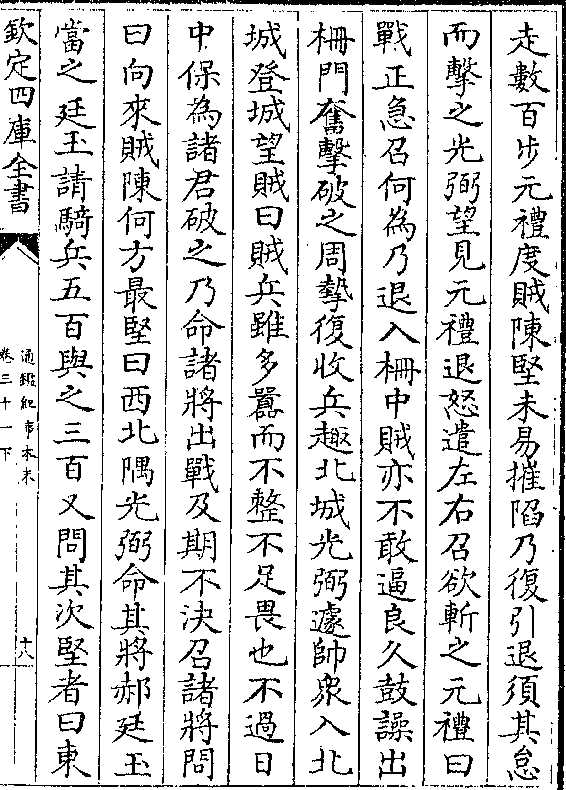 走數百步元禮度賊陳堅未易摧陷乃復引退須其怠
而擊之光弼望見元禮退怒遣左右召欲斬之元禮曰
戰正急召何為乃退入柵中賊亦不敢逼良久鼓譟出
柵門奮擊破之周摯復收兵趣北城光弼遽帥衆入北
城登城望賊曰賊兵雖多囂而不整不足畏也不過日
中保為諸君破之乃命諸將出戰及期不決召諸將問
曰向來賊陳何方最堅曰西北隅光弼命其將郝廷玉
當之廷玉請騎兵五百與之三百又問其次堅者曰東
欽定四庫全書
通鑑紀事本末
卷三十一下
十八